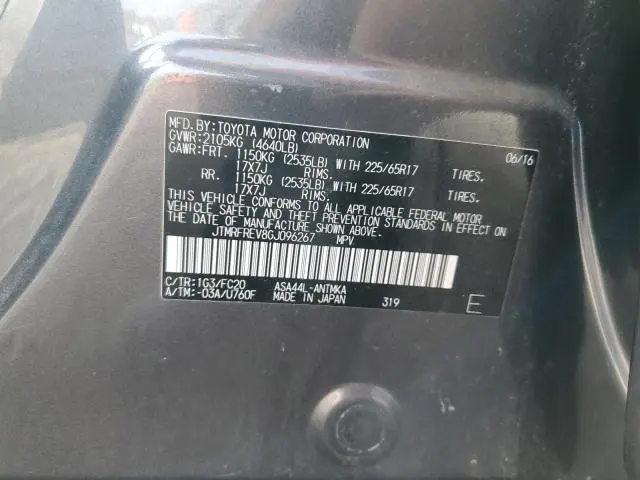 MFD.BY:TOYOTA MOTOR CORPORATION 06/16
GVWR:2105KG (4640LB)
GAWR:FRT. 1150KG (2535LB) WITH 225/65R17 TIRES.
17X7J RIMS.
RR. 1150KG (2535LB) WITH 225/65R17 TIRES.
17X7J RIMS.
THIS VEHICLE CONFORMS TO ALL APPLICABLE FEDERAL MOTOR
VEHICLE SAFETY AND THEFT PREVENTION STANDARDS IN EFFECT ON
THE DATE OF MANUFACTURE SHOWN ABOVE.
JTMRFREV8GJ096267 MPV
C/TR:1G3/FC20 ASA44L-ANTMKA
A/TM:-03A/U760F MADE IN JAPAN 319 E